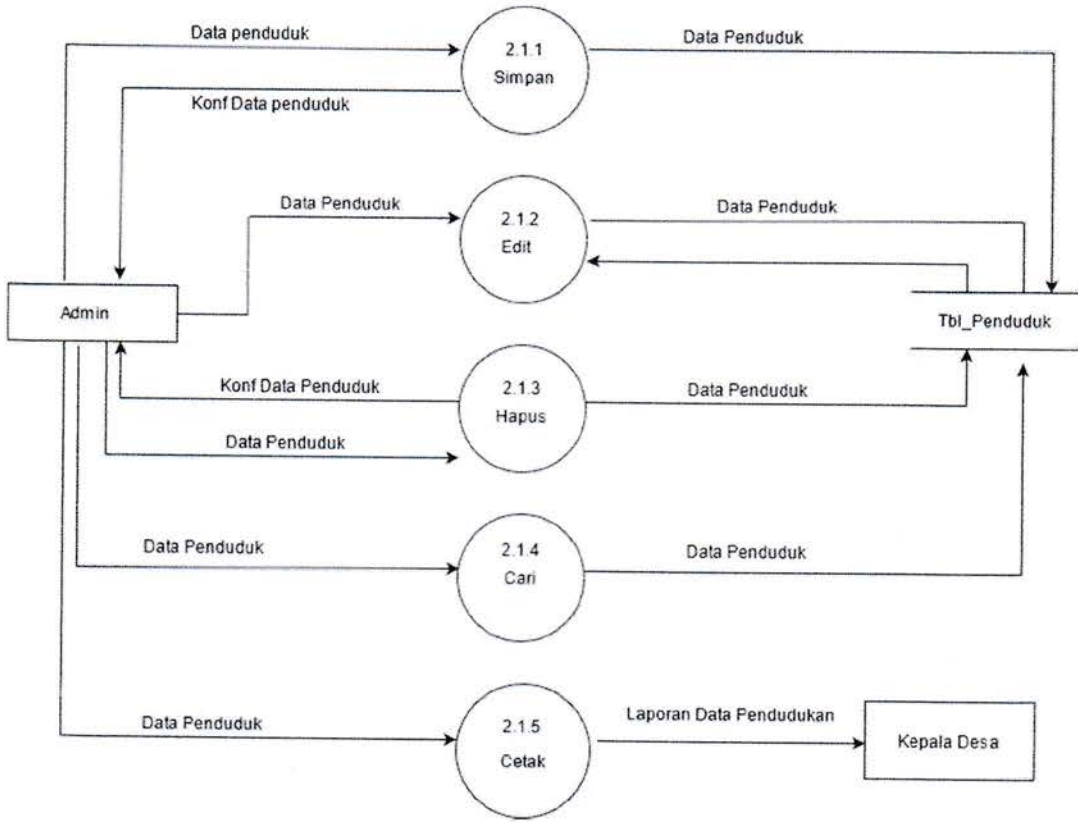 Data penduduk
2.1.1
Simpan
Data Penduduk
Konf Data penduduk
Data Penduduk
2.1.2
Edit
Data Penduduk
Admin
Tbl_Penduduk
Konf Data Penduduk
2.1.3
Hapus
Data Penduduk
Data Penduduk
Data Penduduk
2.1.4
Cari
Data Penduduk
Data Penduduk
2.1.5
Cetak
Laporan Data Pendudukan
Kepala Desa